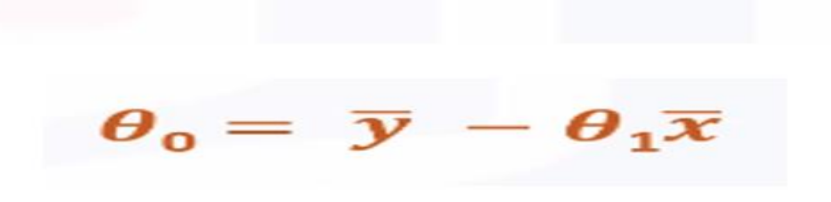 θ₀ = y̅ − θ₁x̅